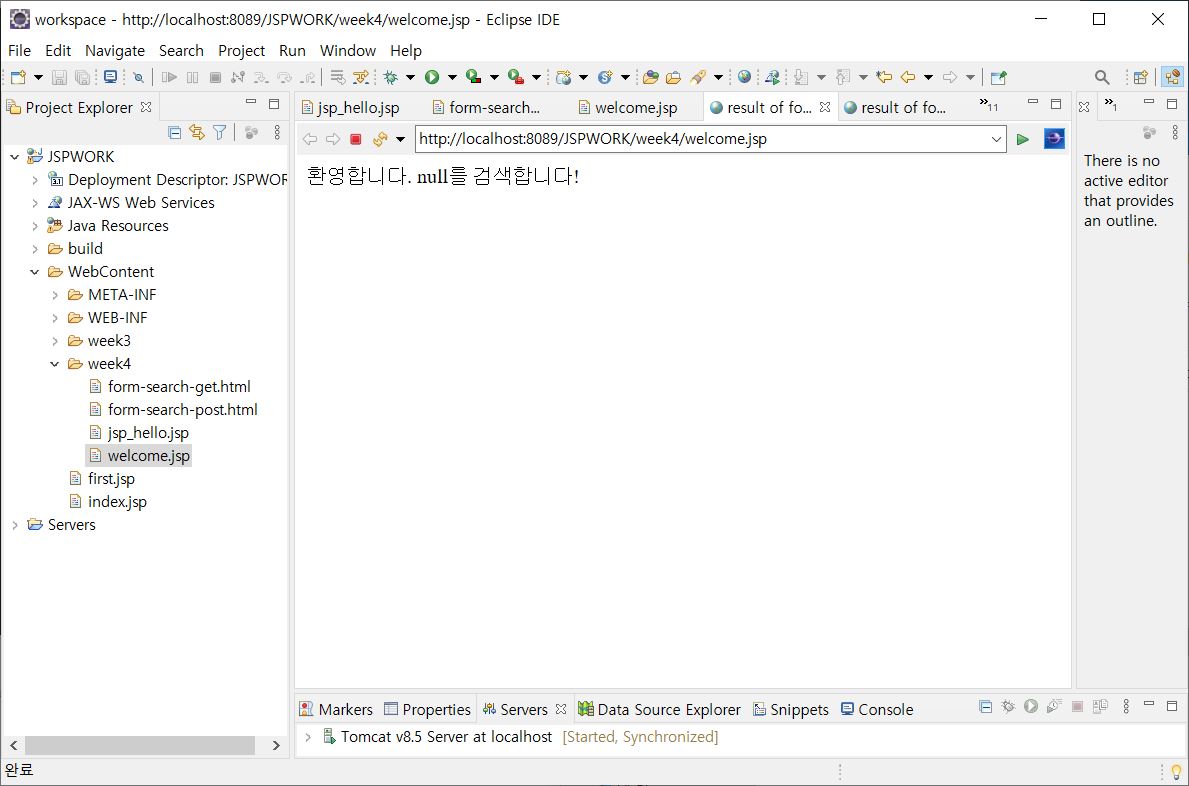 workspace - http://localhost:8089/JSPWORK/week4/welcome.jsp - Eclipse IDE
File Edit Navigate Search Project Run Window Help
Project Explorer
JSPWORK
Deployment Descriptor: JSPWOR
JAX-WS Web Services
Java Resources
build
WebContent
META-INF
WEB-INF
week3
week4
form-search-get.html
form-search-post.html
jsp_hello.jsp
welcome.jsp
first.jsp
index.jsp
Servers
jsp_hello.jsp form-search... welcome.jsp result of fo... result of fo... »11
http://localhost:8089/JSPWORK/week4/welcome.jsp
환영합니다. null를 검색합니다!
»1
There is no
active editor
that provides
an outline.
Markers Properties Servers Data Source Explorer Snippets Console
Tomcat v8.5 Server at localhost [Started, Synchronized]
완료